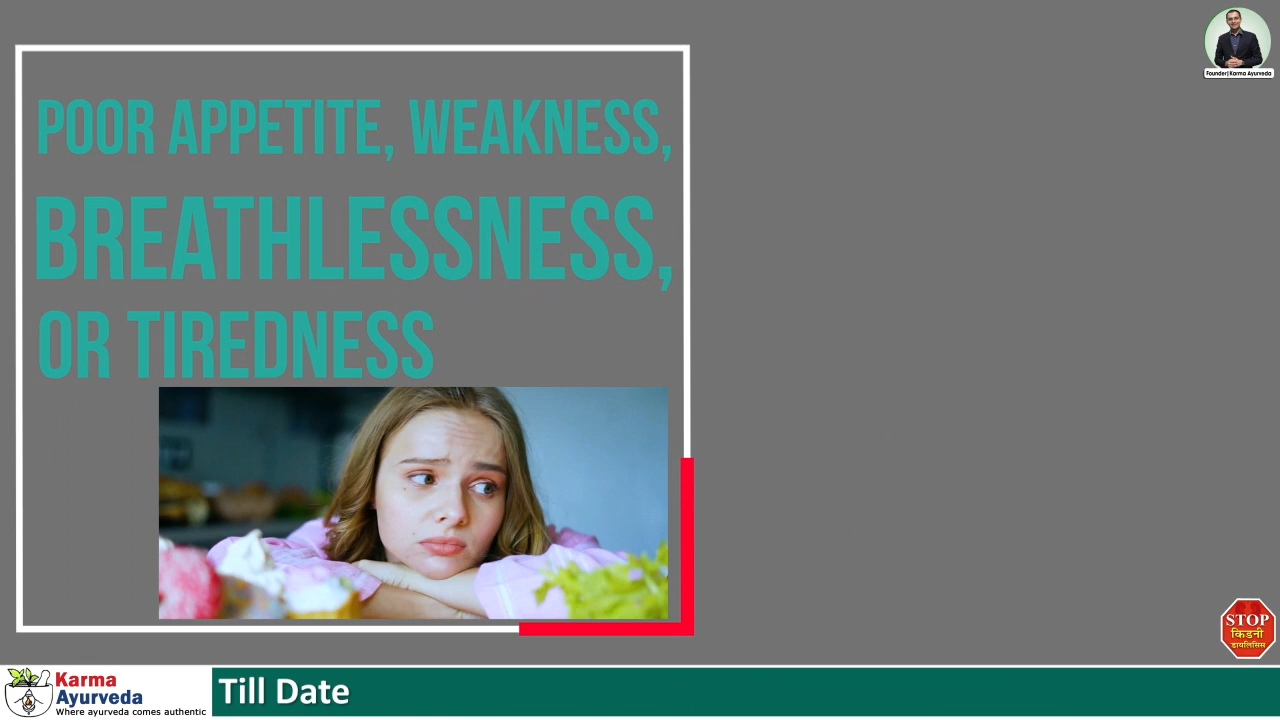 Founder|Karma Ayurveda
POOR APPETITE, WEAKNESS,
BREATHLESSNESS,
OR TIREDNESS
STOP
किडनी
डायलिसिस
Karma
Ayurveda
Where ayurveda comes authentic
Till Date